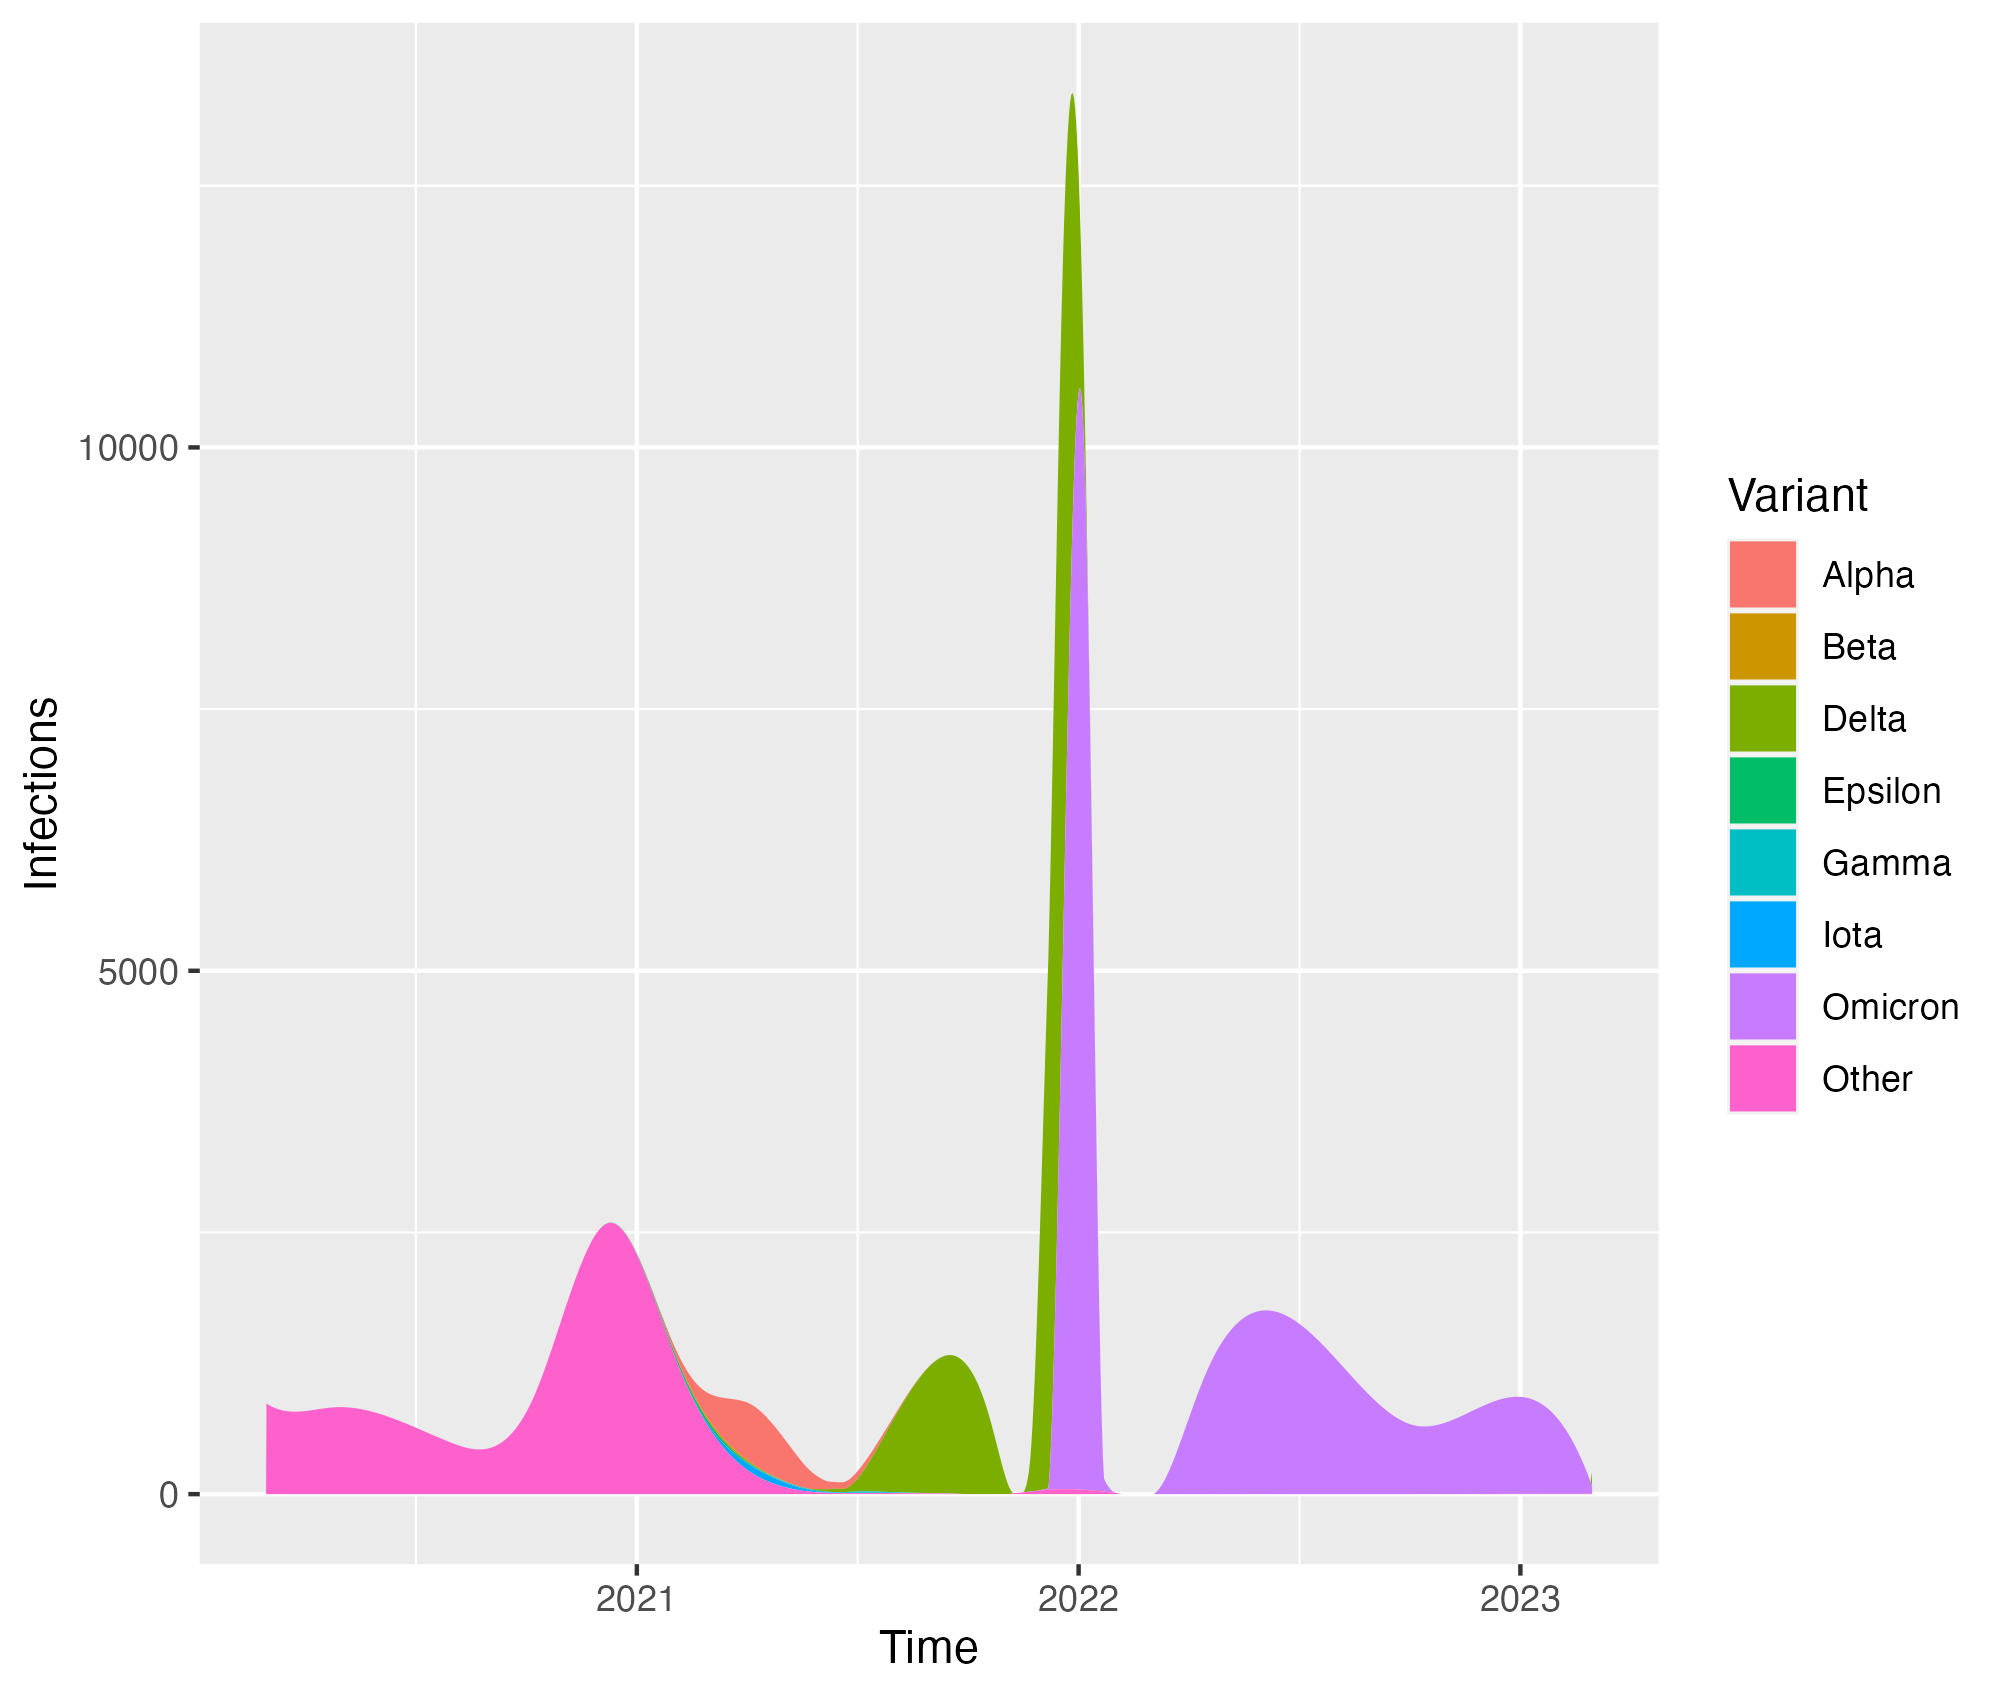 10000
5000
0
Infections
2021
2022
2023
Time
Variant
Alpha
Beta
Delta
Epsilon
Gamma
Iota
Omicron
Other